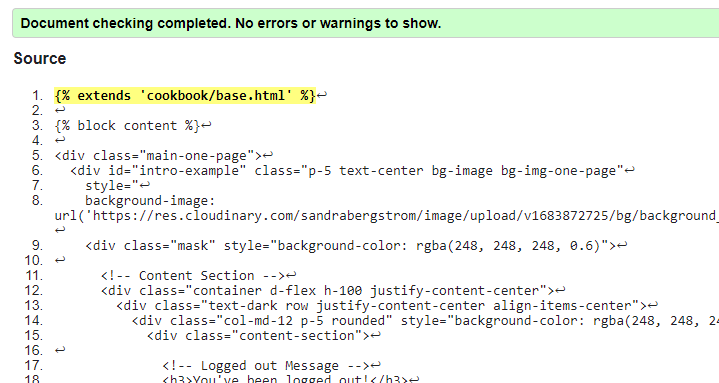 Document checking completed. No errors or warnings to show.
Source
1. {% extends 'cookbook/base.html' %}↩
2. ↩
3. {% block content %}↩
4. ↩
5. <div class="main-one-page">↩
6. <div id="intro-example" class="p-5 text-center bg-image bg-img-one-page"↩
7. style="↩
8. background-image:
url('https://res.cloudinary.com/sandrabergstrom/image/upload/v1683872725/bg/background_
↩
9. <div class="mask" style="background-color: rgba(248, 248, 248, 0.6)">↩
10. ↩
11. <!-- Content Section -->↩
12. <div class="container d-flex h-100 justify-content-center">↩
13. <div class="text-dark row justify-content-center align-items-center">↩
14. <div class="col-md-12 p-5 rounded" style="background-color: rgba(248, 248, 24
15. <div class="content-section">↩
16. ↩
17. <!-- Logged out Message -->↩
18. <h3>You've been logged out!</h3>↩